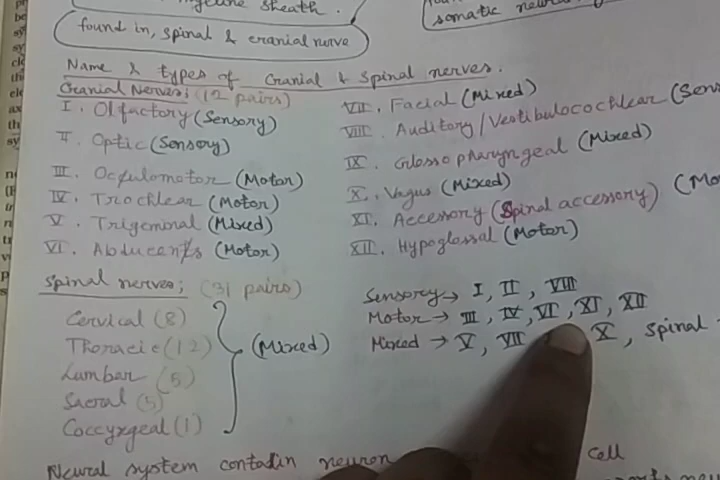 sheath.
found in, spinal & cranial nerve
somatic
Name & types of Cranial & Spinal nerves.
Cranial Nerves; (12 pairs)
I. Olfactory (Sensory)
II. Optic (Sensory)
III. Oculomotor (Motor)
IV. Trochlear (Motor)
V. Trigeminal (Mixed)
VI. Abducents (Motor)
VII. Facial (Mixed)
VIII. Auditory/Vestibulocochlear (Sens
IX. Glossopharyngeal (Mixed)
X. Vagus (Mixed)
XI. Accessory (Spinal accessory) (Mo
XII. Hypoglossal (Motor)
Spinal nerves; (31 pairs)
Cervical (8)
Thoracic (12)
Lumber (5)
Sacral (5)
Coccyxgeal (1)
(Mixed)
Sensory → I, II, VIII
Motor → III, IV, VI, XI, XII
Mixed → V, VII X, Spinal
Neural system contain neuron cell